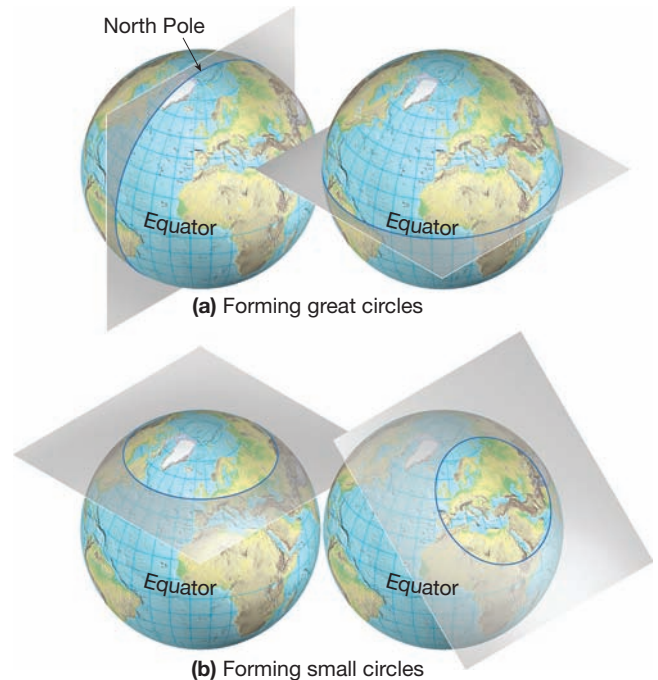 North Pole
Equator
Equator
(a) Forming great circles
Equator
Equator
(b) Forming small circles